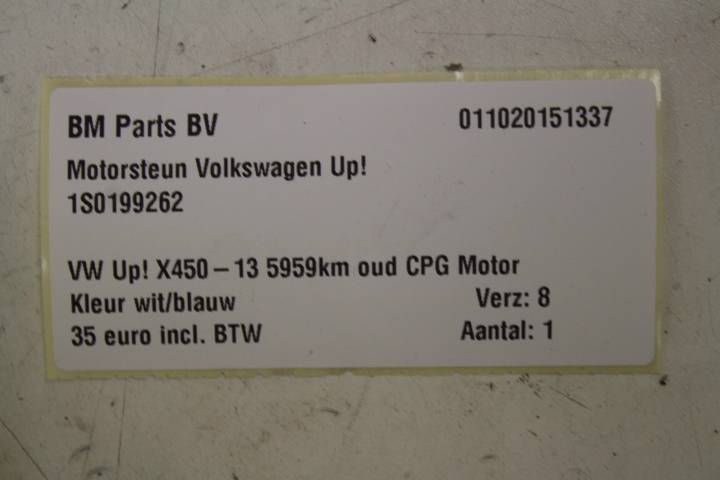 BM Parts BV 011020151337
Motorsteun Volkswagen Up!
1S0199262
VW Up! X450 – 13 5959km oud CPG Motor
Kleur wit/blauw Verz: 8
35 euro incl. BTW Aantal: 1